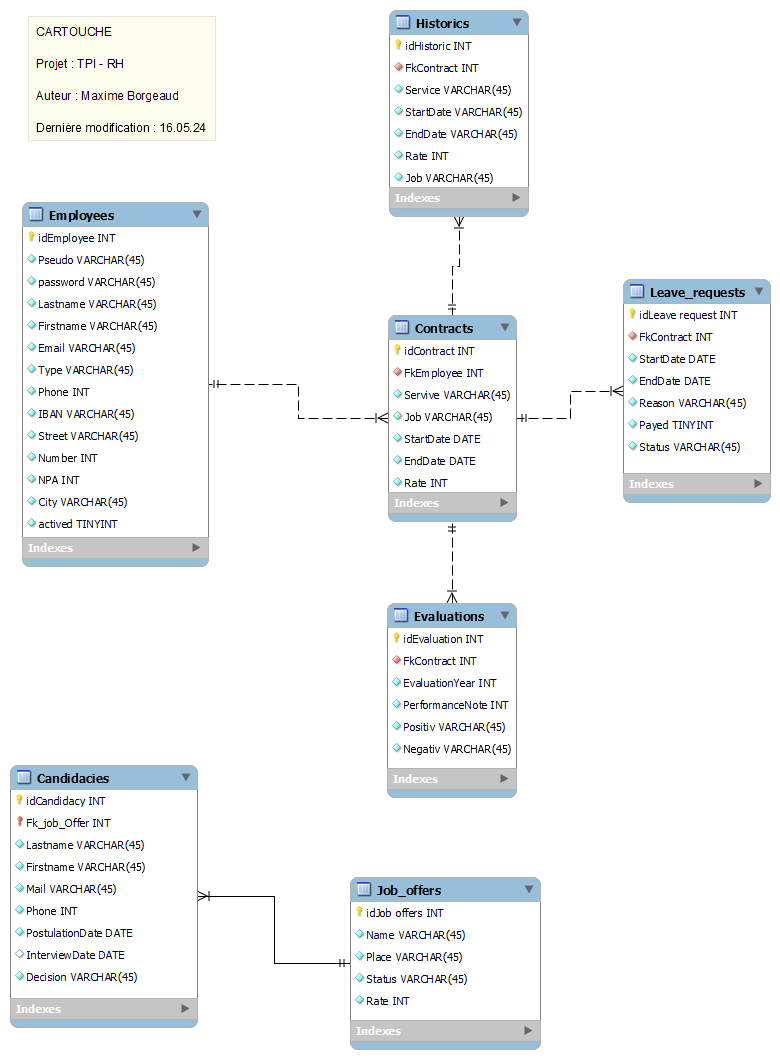 CARTOUCHE
Projet : TPI - RH
Auteur : Maxime Borgeaud
Dernière modification : 16.05.24
Historics
idHistoric INT
FkContract INT
Service VARCHAR(45)
StartDate VARCHAR(45)
EndDate VARCHAR(45)
Rate INT
Job VARCHAR(45)
Indexes
Employees
idEmployee INT
Pseudo VARCHAR(45)
password VARCHAR(45)
Lastname VARCHAR(45)
Firstname VARCHAR(45)
Email VARCHAR(45)
Type VARCHAR(45)
Phone INT
IBAN VARCHAR(45)
Street VARCHAR(45)
Number INT
NPA INT
City VARCHAR(45)
actived TINYINT
Indexes
Contracts
idContract INT
FkEmployee INT
Servive VARCHAR(45)
Job VARCHAR(45)
StartDate DATE
EndDate DATE
Rate INT
Indexes
Leave_requests
idLeave request INT
FkContract INT
StartDate DATE
EndDate DATE
Reason VARCHAR(45)
Payed TINYINT
Status VARCHAR(45)
Indexes
Evaluations
idEvaluation INT
FkContract INT
EvaluationYear INT
PerformanceNote INT
Positiv VARCHAR(45)
Negativ VARCHAR(45)
Indexes
Candidacies
idCandidacy INT
Fk_job_Offer INT
Lastname VARCHAR(45)
Firstname VARCHAR(45)
Mail VARCHAR(45)
Phone INT
PostulationDate DATE
InterviewDate DATE
Decision VARCHAR(45)
Indexes
Job_offers
idJob offers INT
Name VARCHAR(45)
Place VARCHAR(45)
Status VARCHAR(45)
Rate INT
Indexes